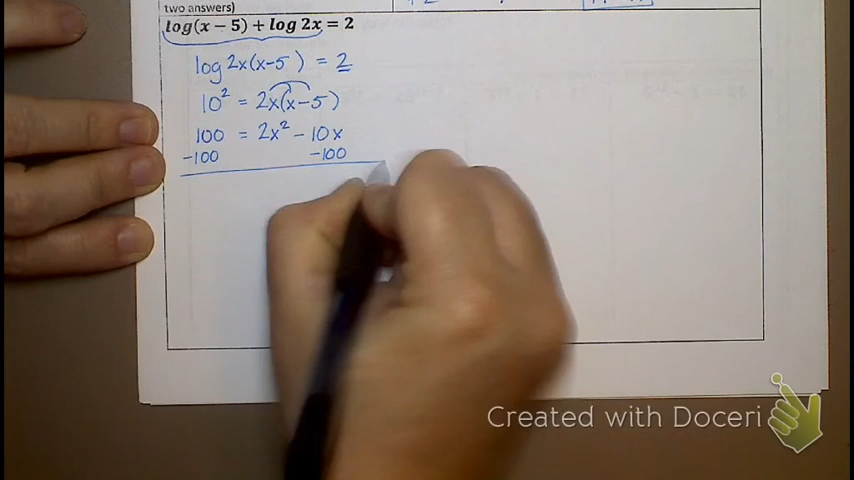 two answers)
log(x − 5) + log 2x = 2
log 2x(x−5) = 2
10² = 2x(x−5)
100 = 2x² − 10x
−100 −100
Created with Doceri